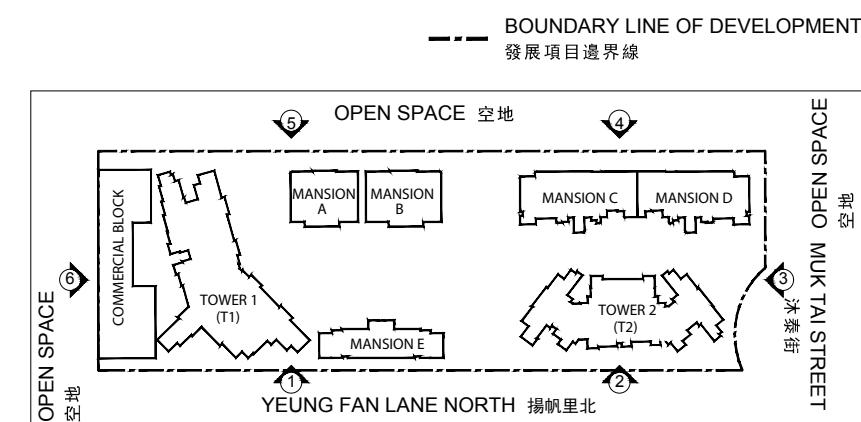 BOUNDARY LINE OF DEVELOPMENT
發展項目邊界線
5
OPEN SPACE 空地
4
OPEN SPACE
空地
MANSION
A
MANSION
B
MANSION C
MANSION D
COMMERCIAL BLOCK
6
TOWER 1
(T1)
TOWER 2
(T2)
3
MUK TAI STREET
沐泰街
MANSION E
OPEN SPACE
空地
1
2
YEUNG FAN LANE NORTH 揚帆里北